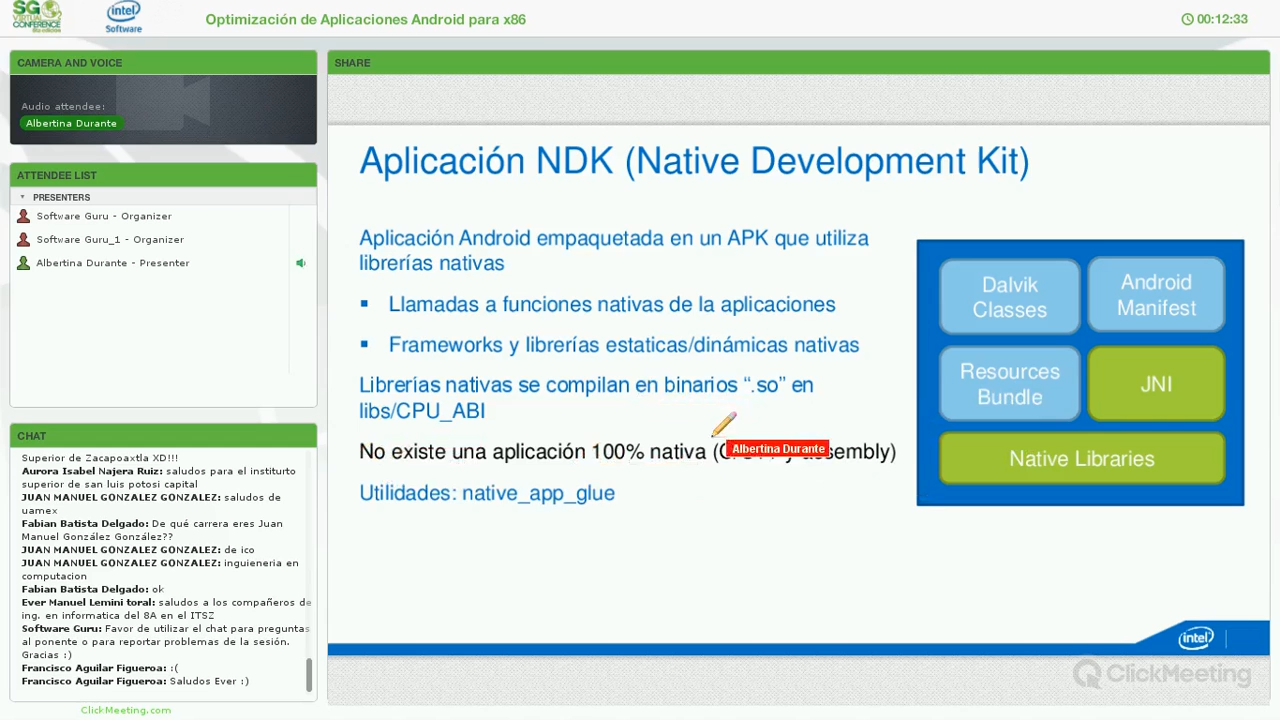 SG
VIRTUAL
CONFERENCE
intel
Software
Optimización de Aplicaciones Android para x86
00:12:33
CAMERA AND VOICE
Audio attendee:
Albertina Durante
ATTENDEE LIST
PRESENTERS
Software Guru - Organizer
Software Guru_1 - Organizer
Albertina Durante - Presenter
CHAT
Superior de Zacapoaxtla XD!!!
Aurora Isabel Najera Ruiz: saludos para el institurto
superior de san luis potosi capital
JUAN MANUEL GONZALEZ GONZALEZ: saludos de
uamex
Fabian Batista Delgado: De qué carrera eres Juan
Manuel González González??
JUAN MANUEL GONZALEZ GONZALEZ: de ico
JUAN MANUEL GONZALEZ GONZALEZ: inguieneria en
computacion
Fabian Batista Delgado: ok
Ever Manuel Lemini toral: saludos a los compañeros de
ing. en informatica del 8A en el ITSZ
Software Guru: Favor de utilizar el chat para preguntas
al ponente o para reportar problemas de la sesión.
Gracias :)
Francisco Aguilar Figueroa: :(
Francisco Aguilar Figueroa: Saludos Ever :)
ClickMeeting.com
SHARE
Aplicación NDK (Native Development Kit)
Aplicación Android empaquetada en un APK que utiliza
librerías nativas
▪ Llamadas a funciones nativas de la aplicaciones
▪ Frameworks y librerías estaticas/dinámicas nativas
Librerías nativas se compilan en binarios “.so” en
libs/CPU_ABI
No existe una aplicación 100% nativa
Albertina Durante
Utilidades: native_app_glue
Dalvik
Classes
Android
Manifest
Resources
Bundle
JNI
Native Libraries
intel
ClickMeeting